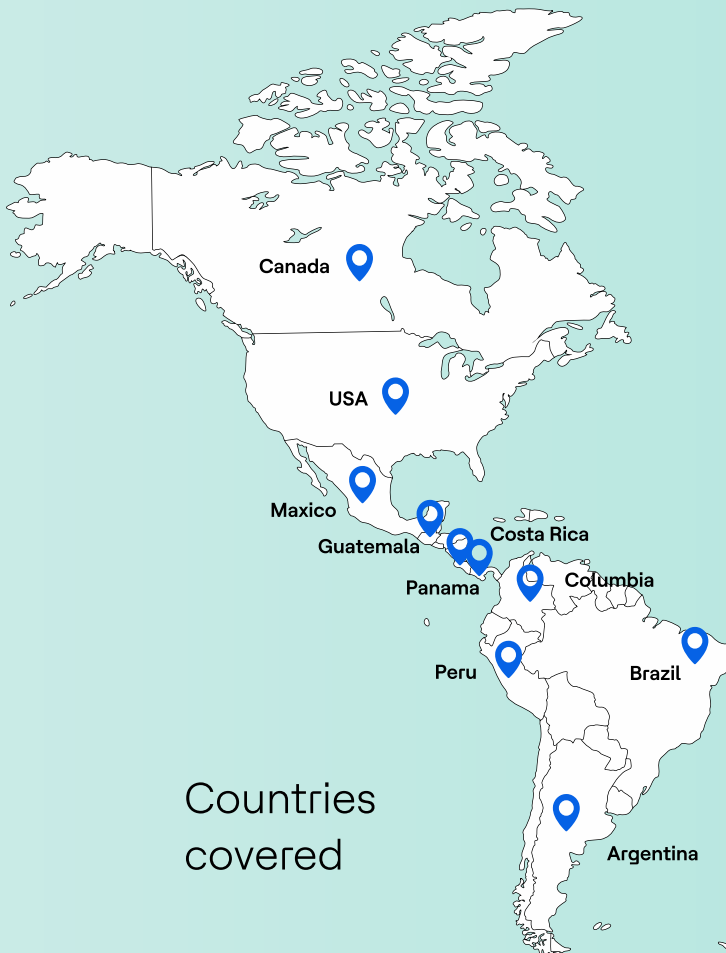 Canada
USA
Maxico
Guatemala
Costa Rica
Panama
Columbia
Peru
Brazil
Countries
covered
Argentina